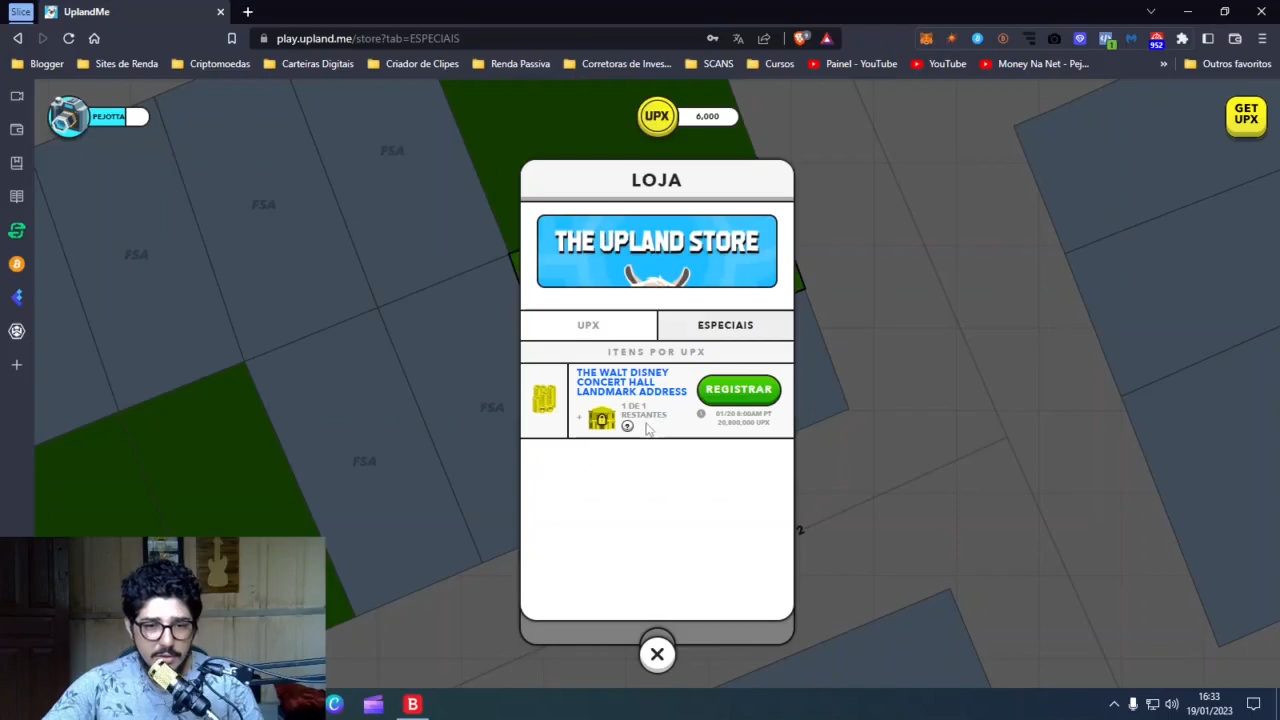 Slice
UpландMe
play.upland.me/store?tab=ESPECIAIS
952
Blogger
Sites de Renda
Criptomoedas
Carteiras Digitais
Criador de Clipes
Renda Passiva
Corretoras de Inves...
SCANS
Cursos
Painel - YouTube
YouTube
Money Na Net - Pej...
»
Outros favoritos
PEJOTTA
UPX
6,000
GET
UPX
LOJA
THE UPLAND STORE
UPX
ESPECIAIS
ITENS POR UPX
THE WALT DISNEY
CONCERT HALL
LANDMARK ADDRESS
+
1 DE 1
RESTANTES
?
REGISTRAR
01/20 8:00AM PT
20,800,000 UPX
FSA
FSA
FSA
FSA
FSA
2
16:33
19/01/2023